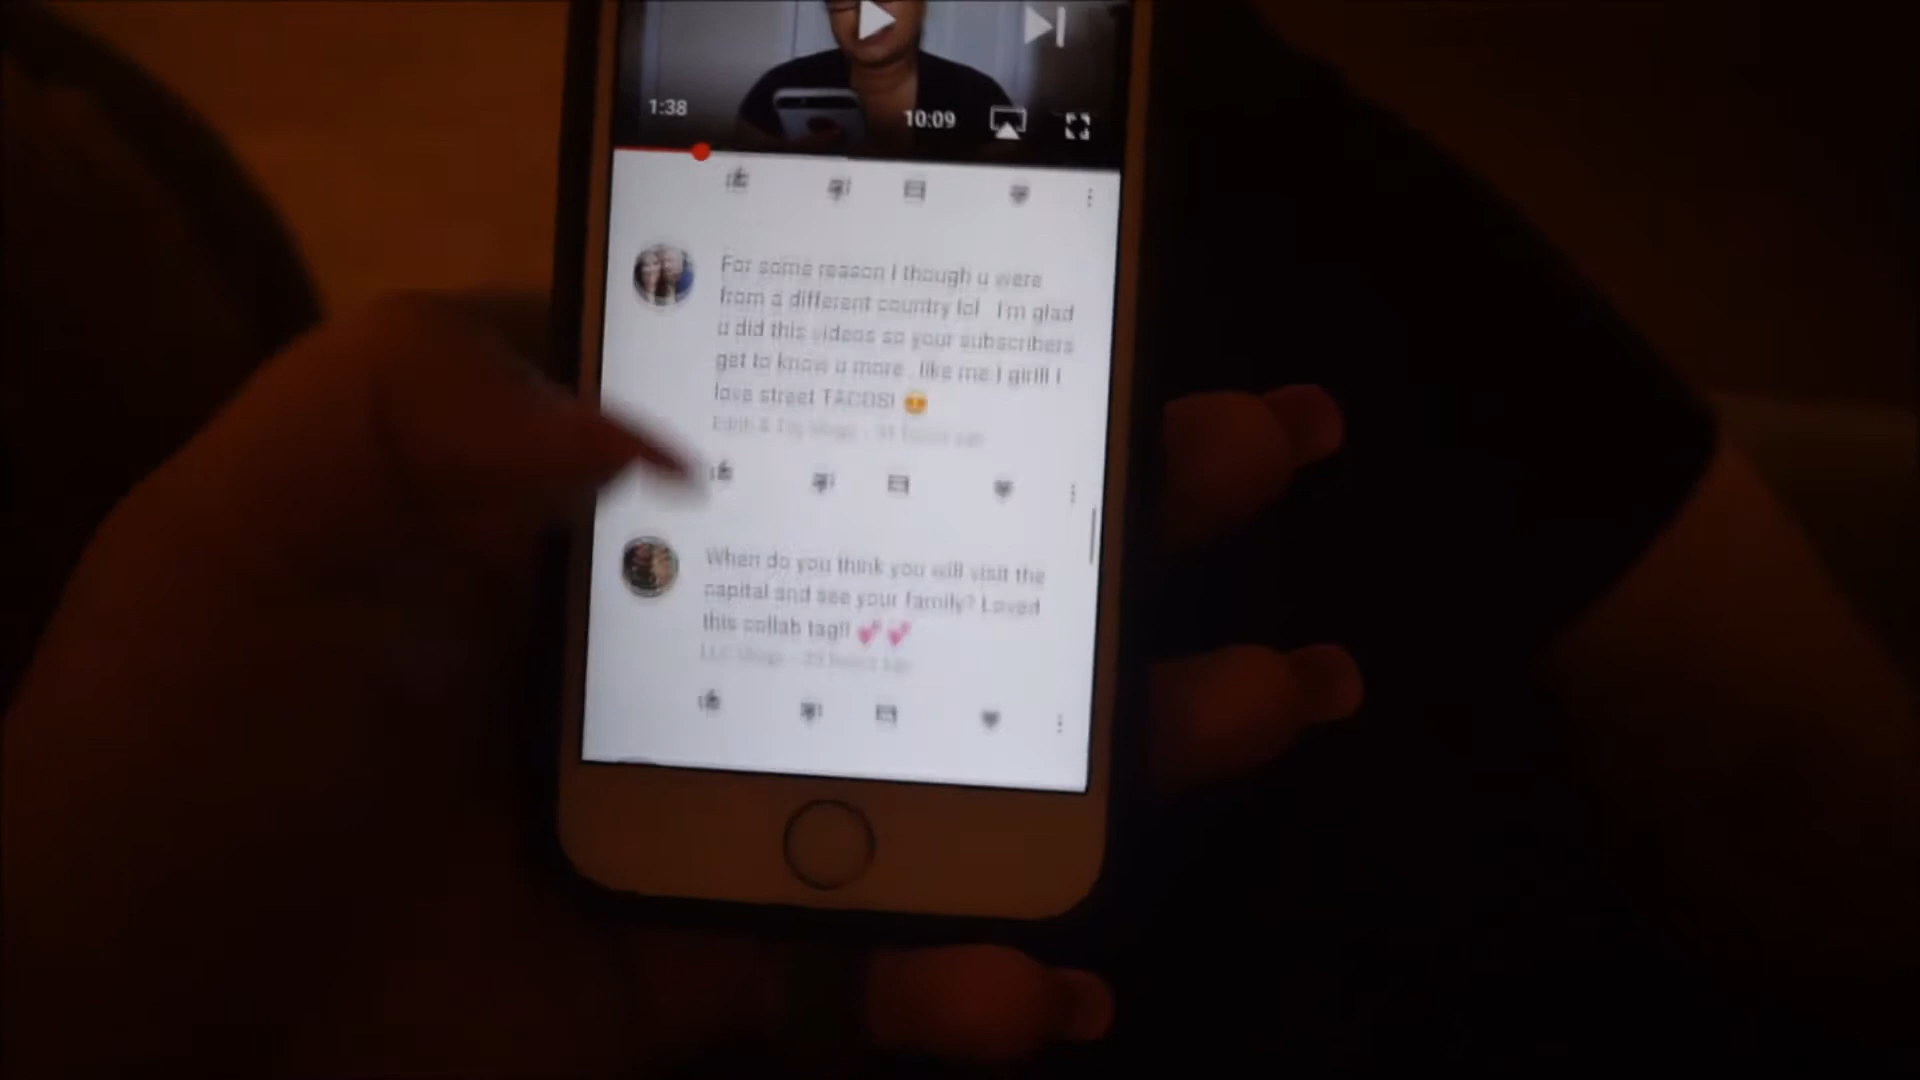 1:38
10:09
For some reason I though u were
from a different country lol I'm glad
u did this videos so your subscribers
get to know u more like me ! girlll I
love street TACOS! 😍
When do you think you will visit the
capital and see your family? Loved
this collab tag!! 💕💕